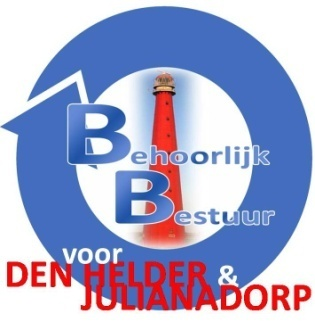 Behoorlijk
Bestuur
voor
DEN HELDER &
JULIANADORP